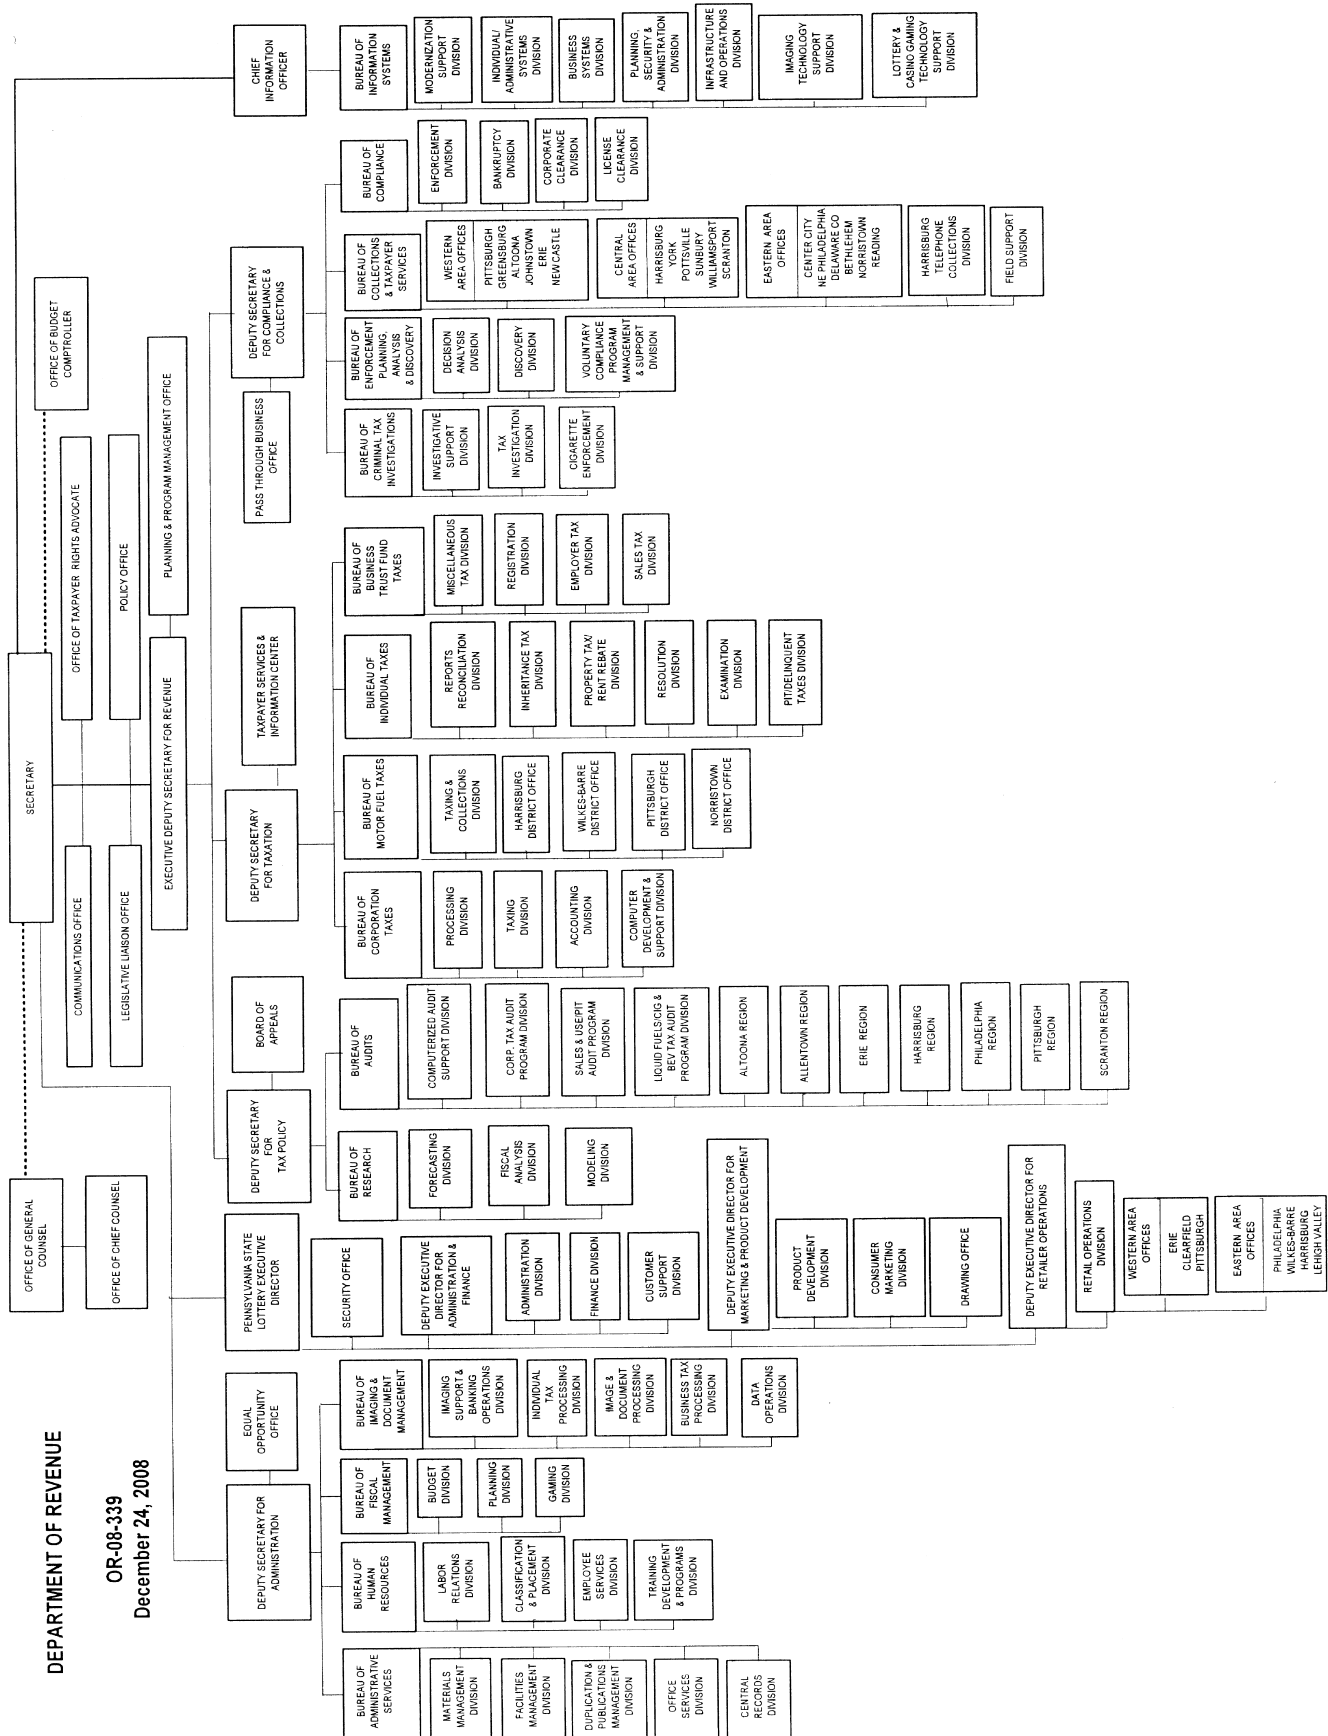 DEPARTMENT OF REVENUE
OR-08-339
December 24, 2008
SECRETARY
OFFICE OF GENERAL
COUNSEL
OFFICE OF CHIEF COUNSEL
OFFICE OF BUDGET
COMPTROLLER
COMMUNICATIONS OFFICE
OFFICE OF TAXPAYER RIGHTS ADVOCATE
LEGISLATIVE LIAISON OFFICE
POLICY OFFICE
EXECUTIVE DEPUTY SECRETARY FOR REVENUE
PLANNING & PROGRAM MANAGEMENT OFFICE
DEPUTY SECRETARY FOR
ADMINISTRATION
EQUAL
OPPORTUNITY
OFFICE
BUREAU OF
ADMINISTRATIVE
SERVICES
MATERIALS
MANAGEMENT
DIVISION
FACILITIES
MANAGEMENT
DIVISION
DUPLICATION &
PUBLICATIONS
MANAGEMENT
DIVISION
OFFICE
SERVICES
DIVISION
CENTRAL
RECORDS
DIVISION
BUREAU OF
HUMAN
RESOURCES
LABOR
RELATIONS
DIVISION
CLASSIFICATION
& PLACEMENT
DIVISION
EMPLOYEE
SERVICES
DIVISION
TRAINING
DEVELOPMENT
& PROGRAMS
DIVISION
BUREAU OF
FISCAL
MANAGEMENT
BUDGET
DIVISION
PLANNING
DIVISION
GAMING
DIVISION
BUREAU OF
IMAGING &
DOCUMENT
MANAGEMENT
IMAGING
SUPPORT &
BANKING
OPERATIONS
DIVISION
INDIVIDUAL
TAX
PROCESSING
DIVISION
IMAGE &
DOCUMENT
PROCESSING
DIVISION
BUSINESS TAX
PROCESSING
DIVISION
DATA
OPERATIONS
DIVISION
PENNSYLVANIA STATE
LOTTERY EXECUTIVE
DIRECTOR
SECURITY OFFICE
DEPUTY EXECUTIVE
DIRECTOR FOR
ADMINISTRATION &
FINANCE
ADMINISTRATION
DIVISION
FINANCE DIVISION
CUSTOMER
SUPPORT
DIVISION
DEPUTY EXECUTIVE DIRECTOR FOR
MARKETING & PRODUCT DEVELOPMENT
PRODUCT
DEVELOPMENT
DIVISION
CONSUMER
MARKETING
DIVISION
DRAWING OFFICE
DEPUTY EXECUTIVE DIRECTOR FOR
RETAILER OPERATIONS
RETAIL OPERATIONS
DIVISION
WESTERN AREA
OFFICES
ERIE
CLEARFIELD
PITTSBURGH
EASTERN AREA
OFFICES
PHILADELPHIA
WILKES-BARRE
HARRISBURG
LEHIGH VALLEY
DEPUTY SECRETARY
FOR
TAX POLICY
BOARD OF
APPEALS
BUREAU OF
RESEARCH
FORECASTING
DIVISION
FISCAL
ANALYSIS
DIVISION
MODELING
DIVISION
BUREAU OF
AUDITS
COMPUTERIZED AUDIT
SUPPORT DIVISION
CORP. TAX AUDIT
PROGRAM DIVISION
SALES & USE/PIT
AUDIT PROGRAM
DIVISION
LIQUID FUELS/CIG &
BEV TAX AUDIT
PROGRAM DIVISION
ALTOONA REGION
ALLENTOWN REGION
ERIE REGION
HARRISBURG
REGION
PHILADELPHIA
REGION
PITTSBURGH
REGION
SCRANTON REGION
DEPUTY SECRETARY
FOR TAXATION
TAXPAYER SERVICES &
INFORMATION CENTER
BUREAU OF
CORPORATION
TAXES
PROCESSING
DIVISION
TAXING
DIVISION
ACCOUNTING
DIVISION
COMPUTER
DEVELOPMENT &
SUPPORT DIVISION
BUREAU OF
MOTOR FUEL TAXES
TAXING &
COLLECTIONS
DIVISION
HARRISBURG
DISTRICT OFFICE
WILKES-BARRE
DISTRICT OFFICE
PITTSBURGH
DISTRICT OFFICE
NORRISTOWN
DISTRICT OFFICE
BUREAU OF
INDIVIDUAL TAXES
REPORTS
RECONCILIATION
DIVISION
INHERITANCE TAX
DIVISION
PROPERTY TAX/
RENT REBATE
DIVISION
RESOLUTION
DIVISION
EXAMINATION
DIVISION
PIT/DELINQUENT
TAXES DIVISION
BUREAU OF
BUSINESS
TRUST FUND
TAXES
MISCELLANEOUS
TAX DIVISION
REGISTRATION
DIVISION
EMPLOYER TAX
DIVISION
SALES TAX
DIVISION
DEPUTY SECRETARY
FOR COMPLIANCE &
COLLECTIONS
PASS THROUGH BUSINESS
OFFICE
BUREAU OF
CRIMINAL TAX
INVESTIGATIONS
INVESTIGATIVE
SUPPORT
DIVISION
TAX
INVESTIGATION
DIVISION
CIGARETTE
ENFORCEMENT
DIVISION
BUREAU OF
ENFORCEMENT
PLANNING,
ANALYSIS
& DISCOVERY
DECISION
ANALYSIS
DIVISION
DISCOVERY
DIVISION
VOLUNTARY
COMPLIANCE
PROGRAM
MANAGEMENT
& SUPPORT
DIVISION
BUREAU OF
COLLECTIONS
& TAXPAYER
SERVICES
WESTERN
AREA OFFICES
PITTSBURGH
GREENSBURG
ALTOONA
JOHNSTOWN
ERIE
NEW CASTLE
CENTRAL
AREA OFFICES
HARRISBURG
YORK
POTTSVILLE
SUNBURY
WILLIAMSPORT
SCRANTON
EASTERN AREA
OFFICES
CENTER CITY
NE PHILADELPHIA
DELAWARE CO
BETHLEHEM
NORRISTOWN
READING
HARRISBURG
TELEPHONE
COLLECTIONS
DIVISION
FIELD SUPPORT
DIVISION
BUREAU OF
COMPLIANCE
ENFORCEMENT
DIVISION
BANKRUPTCY
DIVISION
CORPORATE
CLEARANCE
DIVISION
LICENSE
CLEARANCE
DIVISION
CHIEF
INFORMATION
OFFICER
BUREAU OF
INFORMATION
SYSTEMS
MODERNIZATION
SUPPORT
DIVISION
INDIVIDUAL/
ADMINISTRATIVE
SYSTEMS
DIVISION
BUSINESS
SYSTEMS
DIVISION
PLANNING,
SECURITY &
ADMINISTRATION
DIVISION
INFRASTRUCTURE
AND OPERATIONS
DIVISION
IMAGING
TECHNOLOGY
SUPPORT
DIVISION
LOTTERY &
CASINO GAMING
TECHNOLOGY
SUPPORT
DIVISION